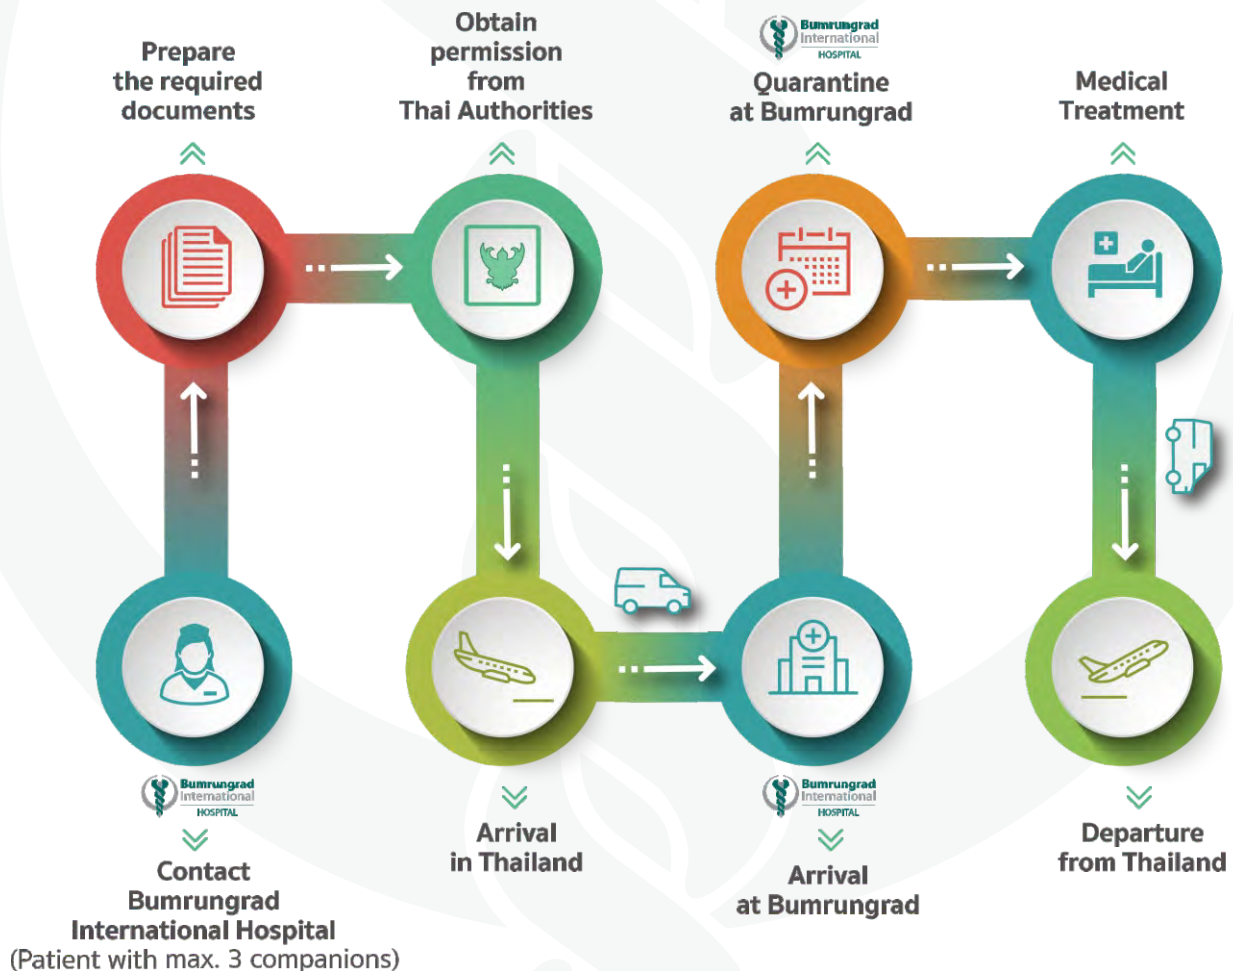 Prepare
the required
documents
Obtain
permission
from
Thai Authorities
Bumrungrad
International
HOSPITAL
Quarantine
at Bumrungrad
Medical
Treatment
Bumrungrad
International
HOSPITAL
Contact
Bumrungrad
International Hospital
(Patient with max. 3 companions)
Arrival
in Thailand
Bumrungrad
International
HOSPITAL
Arrival
at Bumrungrad
Departure
from Thailand